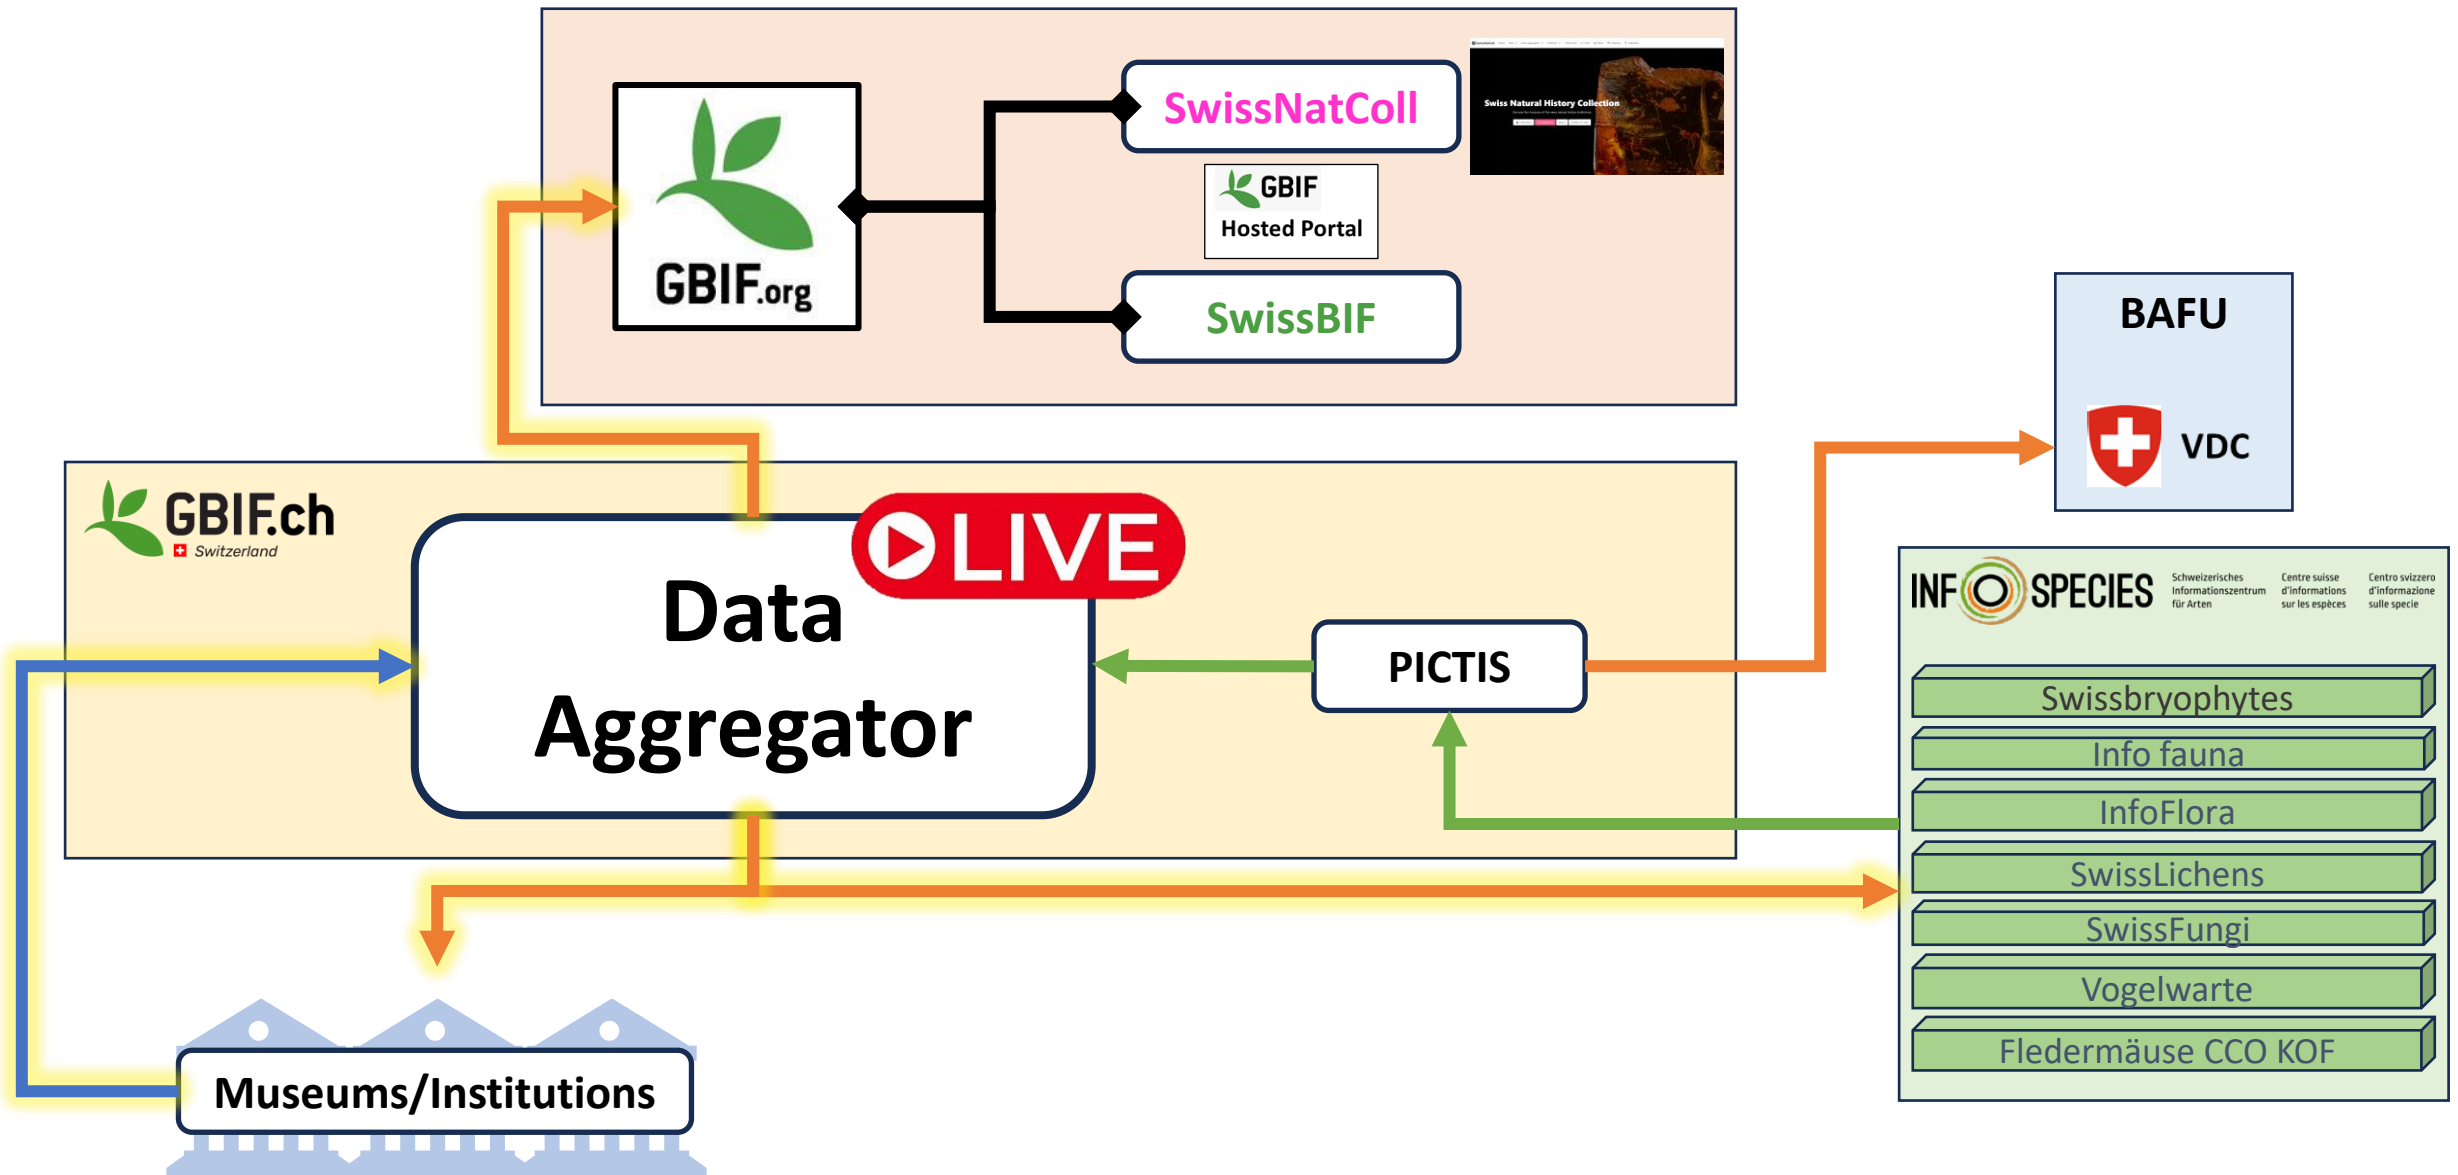 SwissNatColl
Swiss Natural History Collection
GBIF
Hosted Portal
GBIF.org
SwissBIF
BAFU
VDC
GBIF.ch
Switzerland
LIVE
Data
Aggregator
PICTIS
INFO SPECIES
Schweizerisches
Informationszentrum
für Arten
Centre suisse
d'informations
sur les espèces
Centro svizzero
d'informazione
sulle specie
Swissbryophytes
Info fauna
InfoFlora
SwissLichens
SwissFungi
Vogelwarte
Fledermäuse CCO KOF
Museums/Institutions